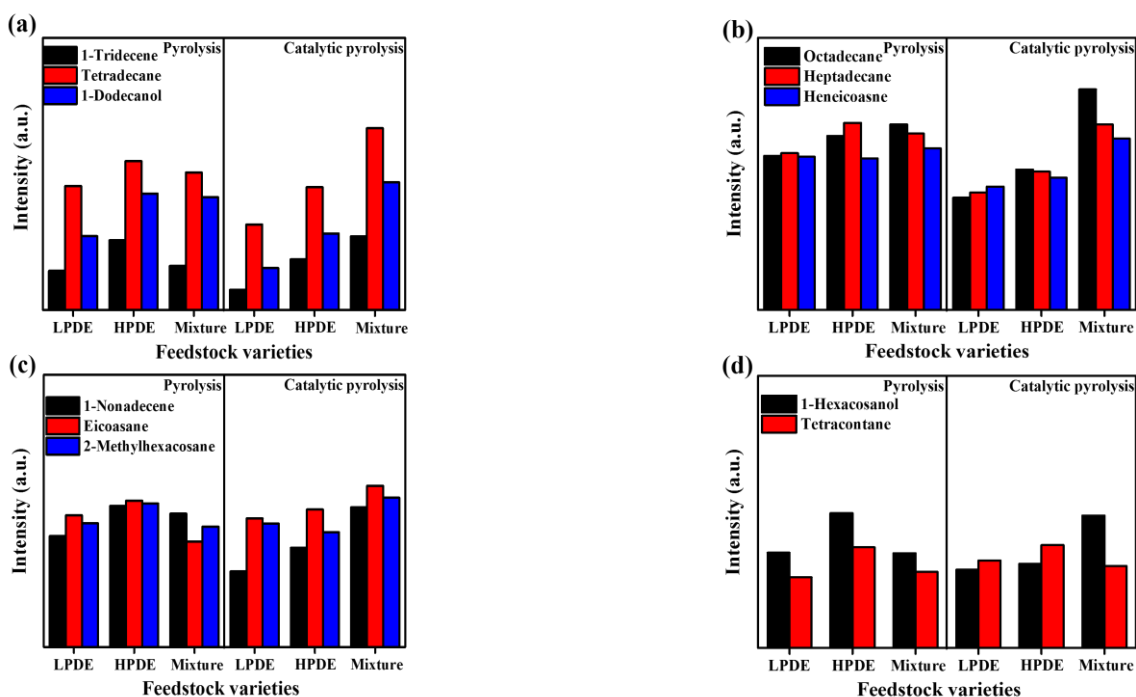 (a)
Pyrolysis
Catalytic pyrolysis
1-Tridecene
Tetradecane
1-Dodecanol
Intensity (a.u.)
LPDE
HPDE
Mixture
LPDE
HPDE
Mixture
Feedstock varieties
(b)
Pyrolysis
Catalytic pyrolysis
Octadecane
Heptadecane
Heneicoasne
Intensity (a.u.)
LPDE
HPDE
Mixture
LPDE
HPDE
Mixture
Feedstock varieties
(c)
Pyrolysis
Catalytic pyrolysis
1-Nonadecene
Eicoasane
2-Methylhexacosane
Intensity (a.u.)
LPDE
HPDE
Mixture
LPDE
HPDE
Mixture
Feedstock varieties
(d)
Pyrolysis
Catalytic pyrolysis
1-Hexacosanol
Tetracontane
Intensity (a.u.)
LPDE
HPDE
Mixture
LPDE
HPDE
Mixture
Feedstock varieties